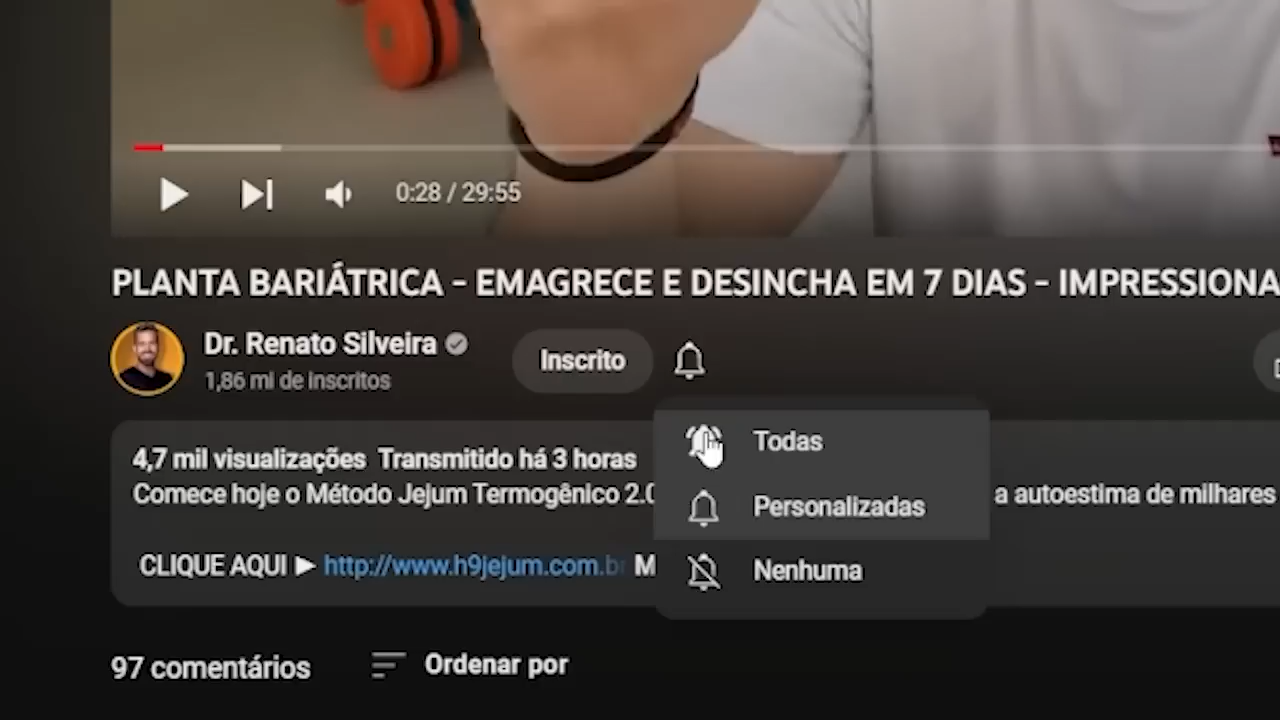 0:28 / 29:55
PLANTA BARIÁTRICA - EMAGRECE E DESINCHA EM 7 DIAS - IMPRESSIONA
Dr. Renato Silveira
1,86 mi de inscritos
Inscrito
4,7 mil visualizações Transmitido há 3 horas
Comece hoje o Método Jejum Termogênico 2.0 a autoestima de milhares
CLIQUE AQUI ► http://www.h9jejum.com.br M
Todas
Personalizadas
Nenhuma
97 comentários
Ordenar por